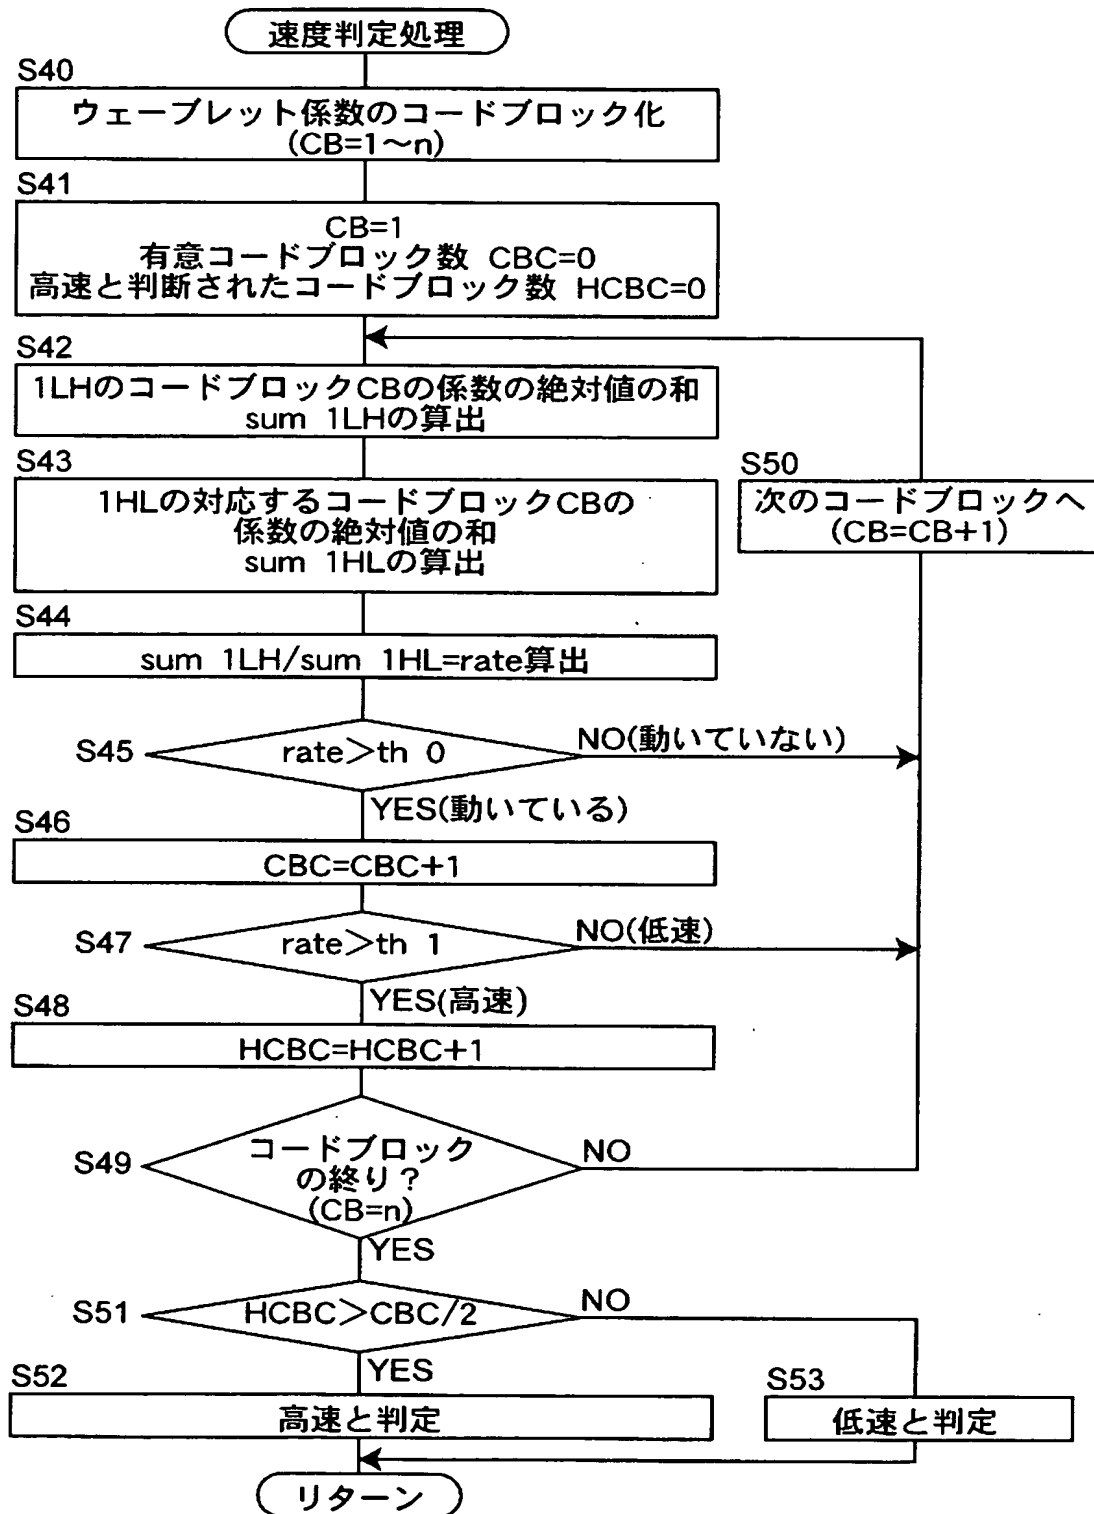 速度判定処理
S40
ウェーブレット係数のコードブロック化
(CB=1～n)
S41
CB=1
有意コードブロック数 CBC=0
高速と判断されたコードブロック数 HCBC=0
S42
1LHのコードブロックCBの係数の絶対値の和
sum 1LHの算出
S43
1HLの対応するコードブロックCBの
係数の絶対値の和
sum 1HLの算出
S50
次のコードブロックへ
(CB=CB+1)
S44
sum 1LH/sum 1HL=rate算出
S45
rate>th 0
NO(動いていない)
YES(動いている)
S46
CBC=CBC+1
S47
rate>th 1
NO(低速)
YES(高速)
S48
HCBC=HCBC+1
S49
コードブロック
の終り？
(CB=n)
NO
YES
S51
HCBC>CBC/2
NO
YES
S52
高速と判定
S53
低速と判定
リターン